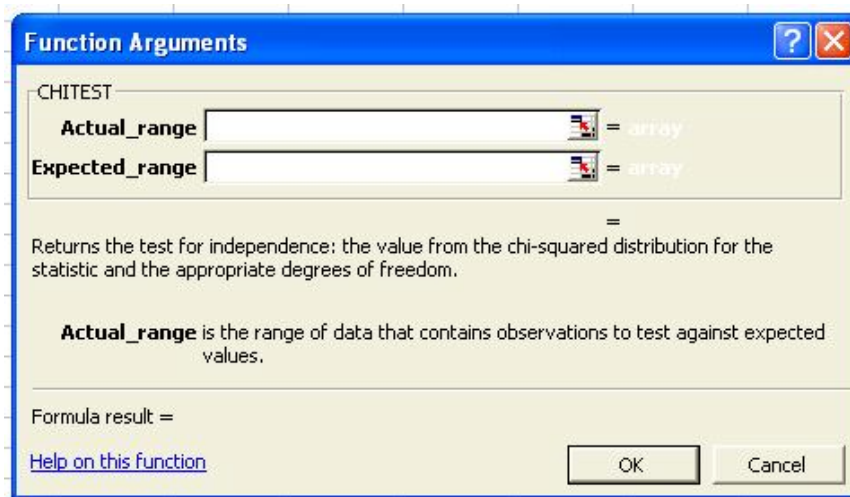 Function Arguments
CHITEST
Actual_range = array
Expected_range = array
=
Returns the test for independence: the value from the chi-squared distribution for the
statistic and the appropriate degrees of freedom.
Actual_range is the range of data that contains observations to test against expected
values.
Formula result =
Help on this function
OK Cancel